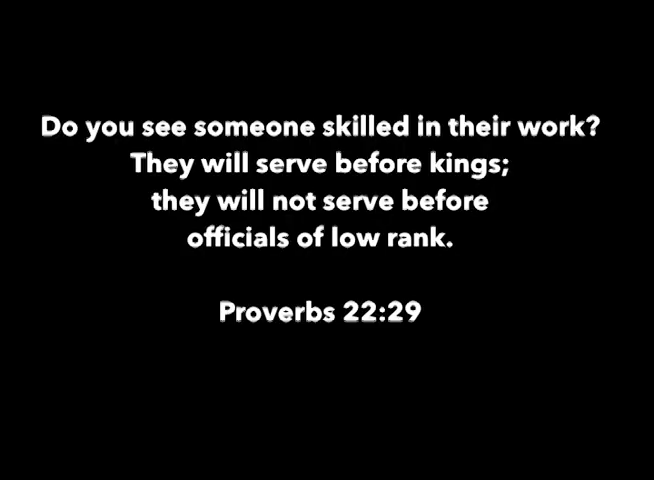 Do you see someone skilled in their work?
They will serve before kings;
they will not serve before
officials of low rank.
Proverbs 22:29